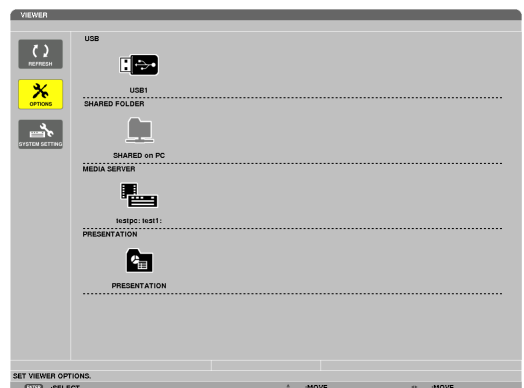 VIEWER
REFRESH
OPTIONS
SYSTEM SETTING
USB
USB1
SHARED FOLDER
SHARED on PC
MEDIA SERVER
testpc: test1:
PRESENTATION
PRESENTATION
SET VIEWER OPTIONS.
ENTER :SELECT :MOVE :MOVE